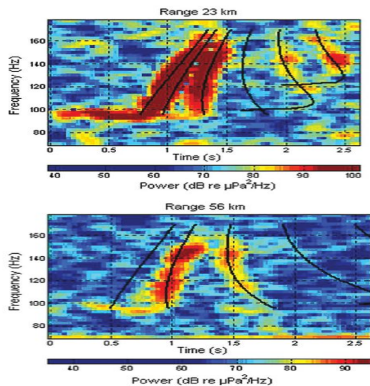 Range 23 km
Frequency (Hz)
160
140
120
100
80
0 0.5 1 1.5 2 2.5
Time (s)
40 50 60 70 80 90 100
Power (dB re µPa²/Hz)
Range 56 km
Frequency (Hz)
160
140
120
100
80
0 0.5 1 1.5 2 2.5
Time (s)
40 50 60 70 80 90
Power (dB re µPa²/Hz)